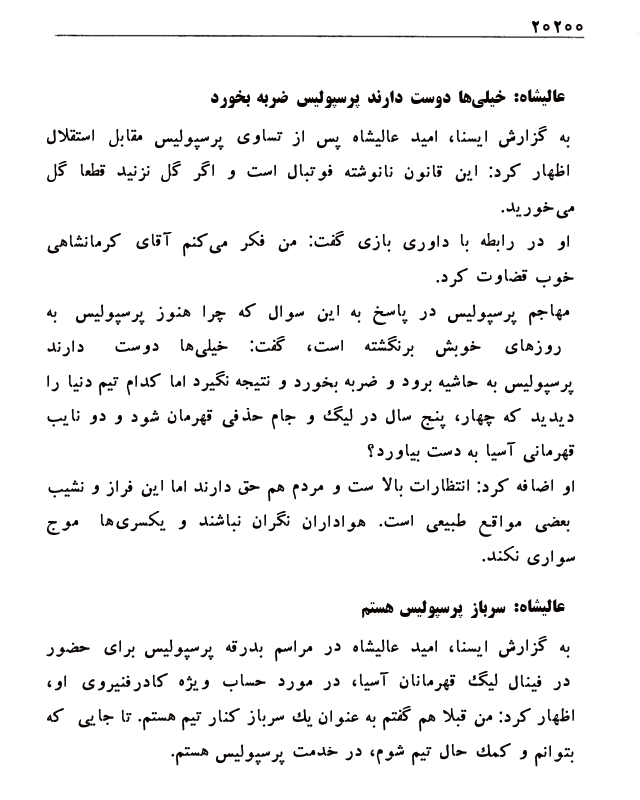 ۲۰۲۰۰
عالیشاه: خیلی‌ها دوست دارند پرسپولیس ضربه بخورد
به گزارش ایسنا، امید عالیشاه پس از تساوی پرسپولیس مقابل استقلال
اظهار کرد: این قانون نانوشته فوتبال است و اگر گل نزنید قطعا گل
می‌خورید.
او در رابطه با داوری بازی گفت: من فکر می‌کنم آقای کرمانشاهی
خوب قضاوت کرد.
مهاجم پرسپولیس در پاسخ به این سوال که چرا هنوز پرسپولیس به
روزهای خوبش برنگشته است، گفت: خیلی‌ها دوست دارند
پرسپولیس به حاشیه برود و ضربه بخورد و نتیجه نگیرد اما کدام تیم دنیا را
دیدید که چهار، پنج سال در لیگ و جام حذفی قهرمان شود و دو نایب
قهرمانی آسیا به دست بیاورد؟
او اضافه کرد: انتظارات بالا ست و مردم هم حق دارند اما این فراز و نشیب
بعضی مواقع طبیعی است. هواداران نگران نباشند و یکسری‌ها موج
سواری نکند.
عالیشاه: سرباز پرسپولیس هستم
به گزارش ایسنا، امید عالیشاه در مراسم بدرقه پرسپولیس برای حضور
در فینال لیگ قهرمانان آسیا، در مورد حساب ویژه کادرفنیروی او،
اظهار کرد: من قبلا هم گفتم به عنوان یك سرباز کنار تیم هستم. تا جایی که
بتوانم و کمك حال تیم شوم، در خدمت پرسپولیس هستم.